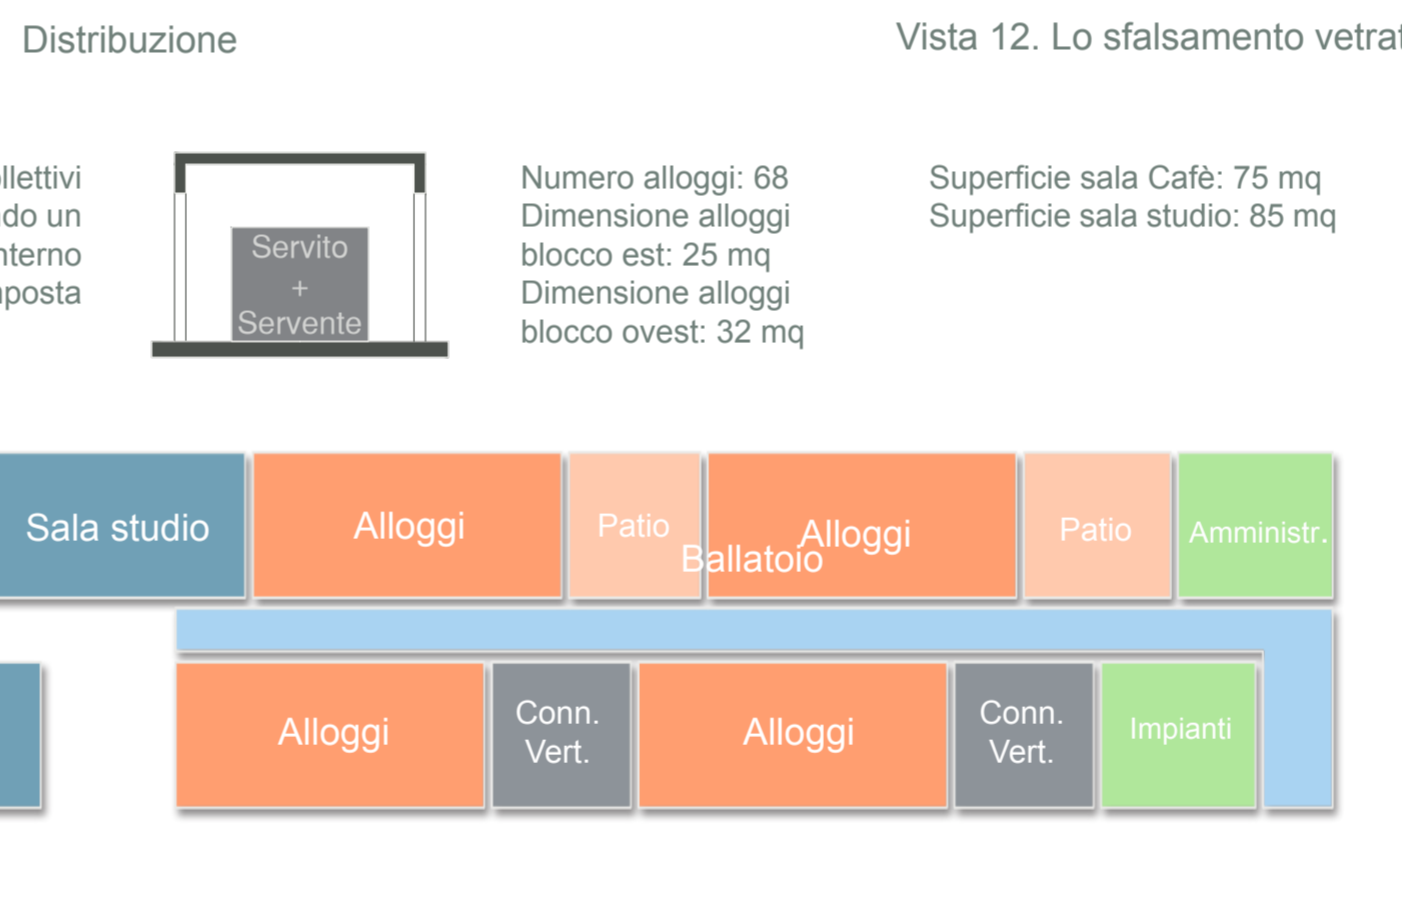 Distribuzione
Vista 12. Lo sfalsamento
Servito
+
Servente
Numero alloggi: 68
Dimensione alloggi
blocco est: 25 mq
Dimensione alloggi
blocco ovest: 32 mq
Superficie sala Cafè: 75 mq
Superficie sala studio: 85 mq
Sala studio
Alloggi
Patio
Alloggi
Ballatoio
Patio
Amministr.
Alloggi
Conn.
Vert.
Alloggi
Conn.
Vert.
Impianti